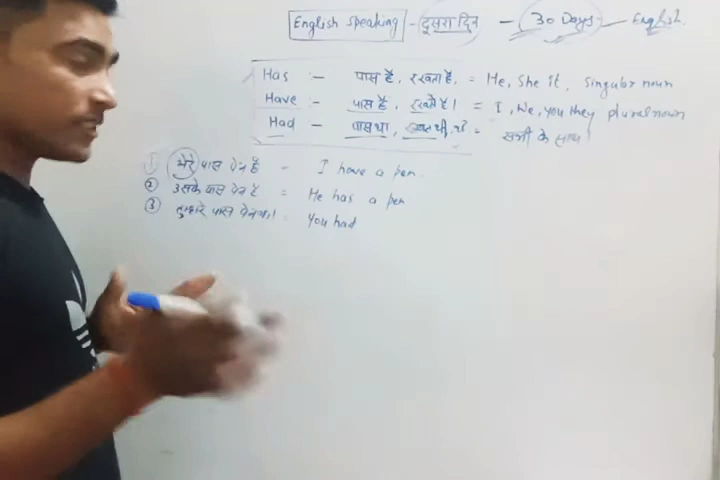 English Speaking - दूसरा दिन - 30 Days - English.
Has :- पास है, रखता है. = He, She It, Singular noun
Have :- पास है, रखते है। = I, We, You they plural noun
Had - पास था, थी, थे = सभी के साथ।
① मेरे पास पेन है - I have a pen.
② उसके पास पेन है = He has a pen
③ तुम्हारे पास पेन था। = You had